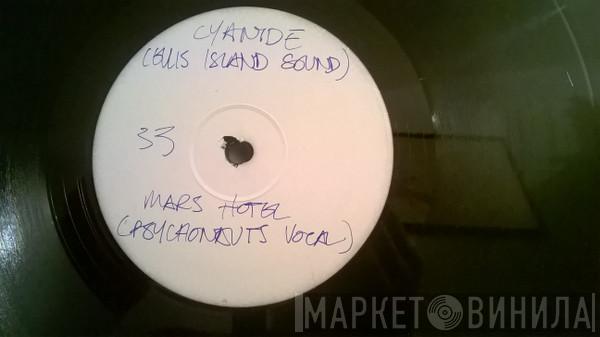 CYANIDE
(ELLIS ISLAND SOUND)
33
MARS HOTEL
(PSYCHONAUTS VOCAL)
МАРКЕТ ВИНИЛА